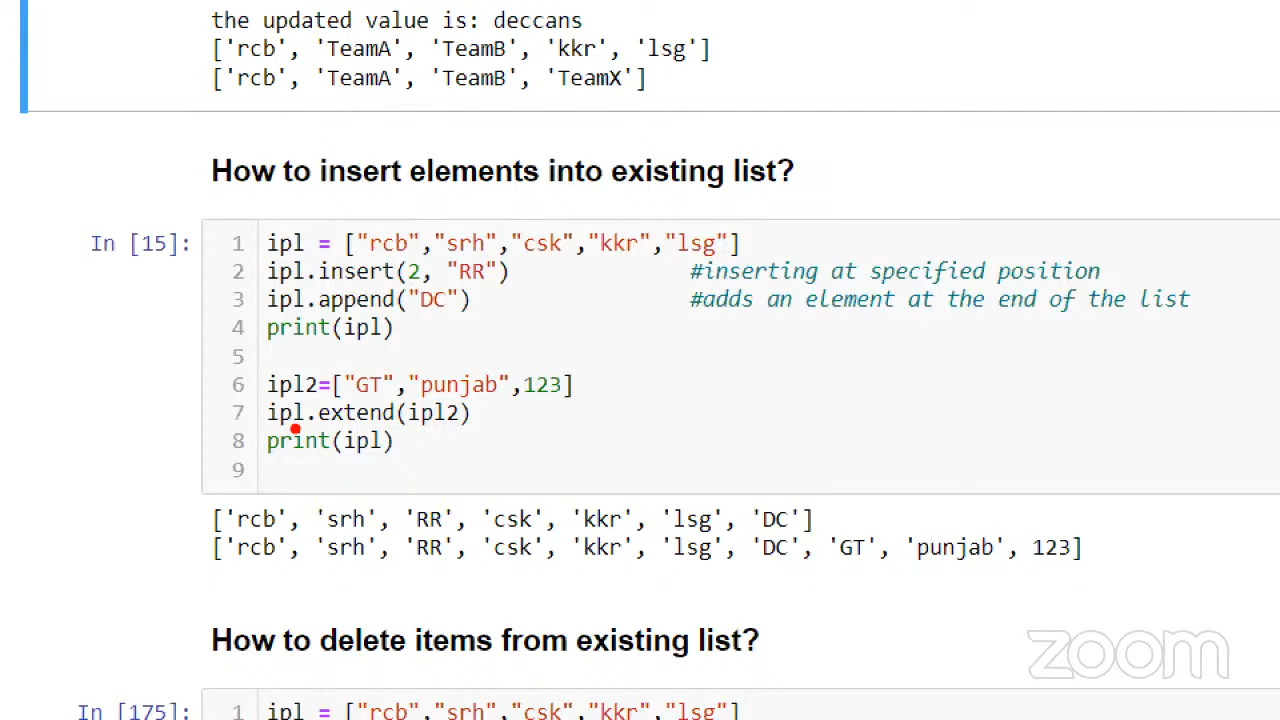 the updated value is: deccans
['rcb', 'TeamA', 'TeamB', 'kkr', 'lsg']
['rcb', 'TeamA', 'TeamB', 'TeamX']
How to insert elements into existing list?
In [15]:
1 ipl = ["rcb","srh","csk","kkr","lsg"]
2 ipl.insert(2, "RR") #inserting at specified position
3 ipl.append("DC") #adds an element at the end of the list
4 print(ipl)
5
6 ipl2=["GT","punjab",123]
7 ipl.extend(ipl2)
8 print(ipl)
9
['rcb', 'srh', 'RR', 'csk', 'kkr', 'lsg', 'DC']
['rcb', 'srh', 'RR', 'csk', 'kkr', 'lsg', 'DC', 'GT', 'punjab', 123]
How to delete items from existing list?
zoom
In [175]: 1 ipl = ["rcb","srh","csk","kkr","lsg"]